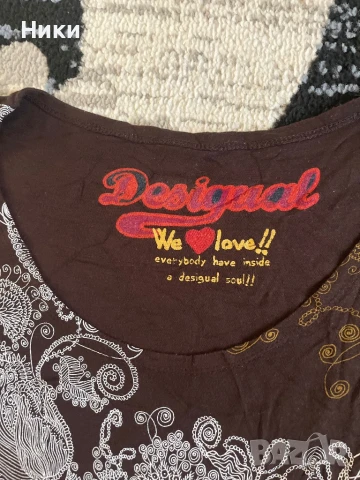 Ники
Desigual
We love!!
everybody have inside
a desigual soul!!